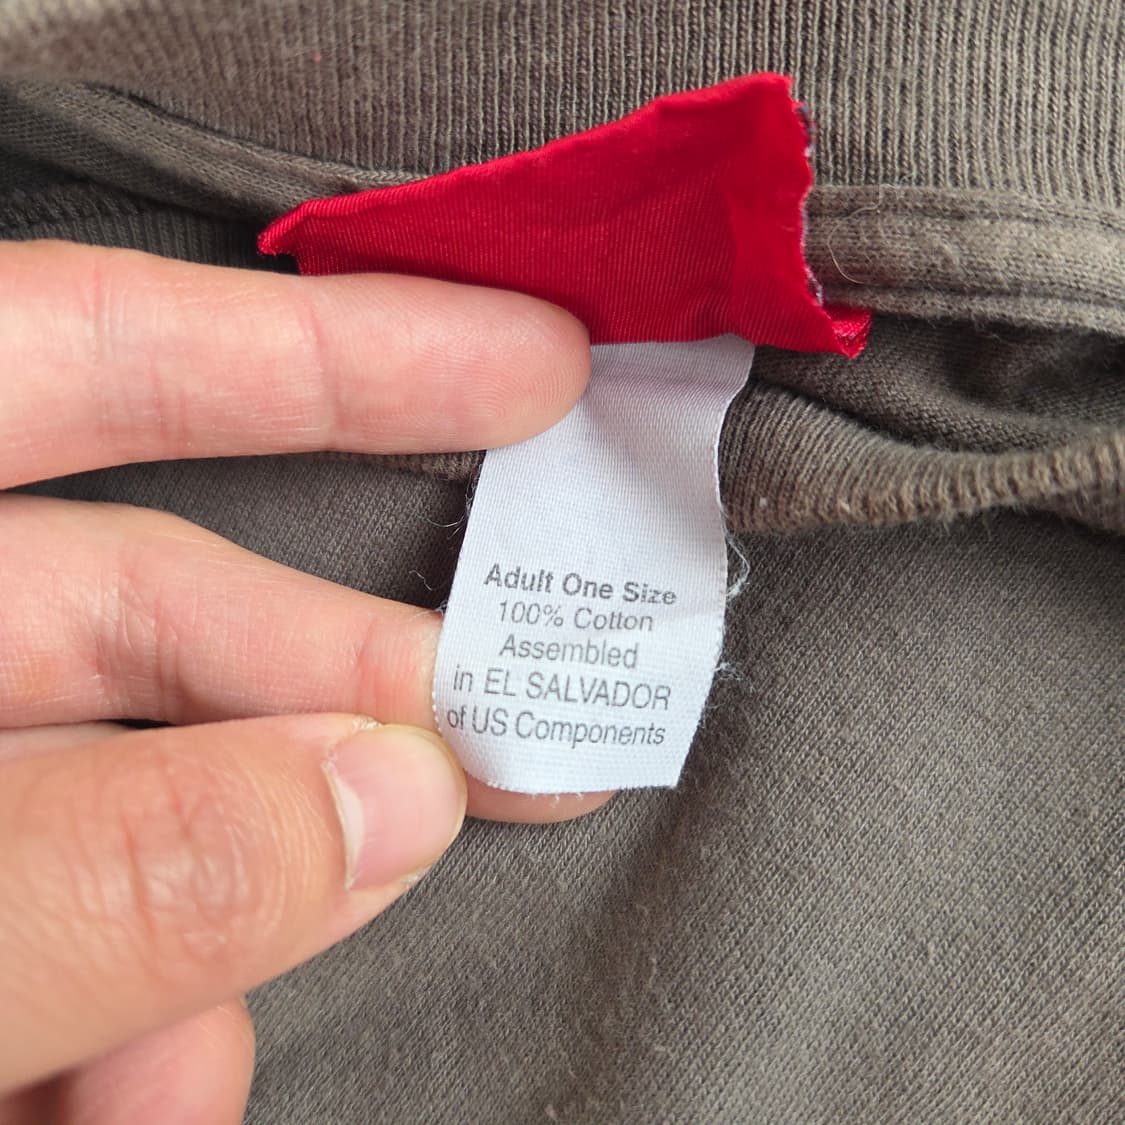 Adult One Size
100% Cotton
Assembled
in EL SALVADOR
of US Components